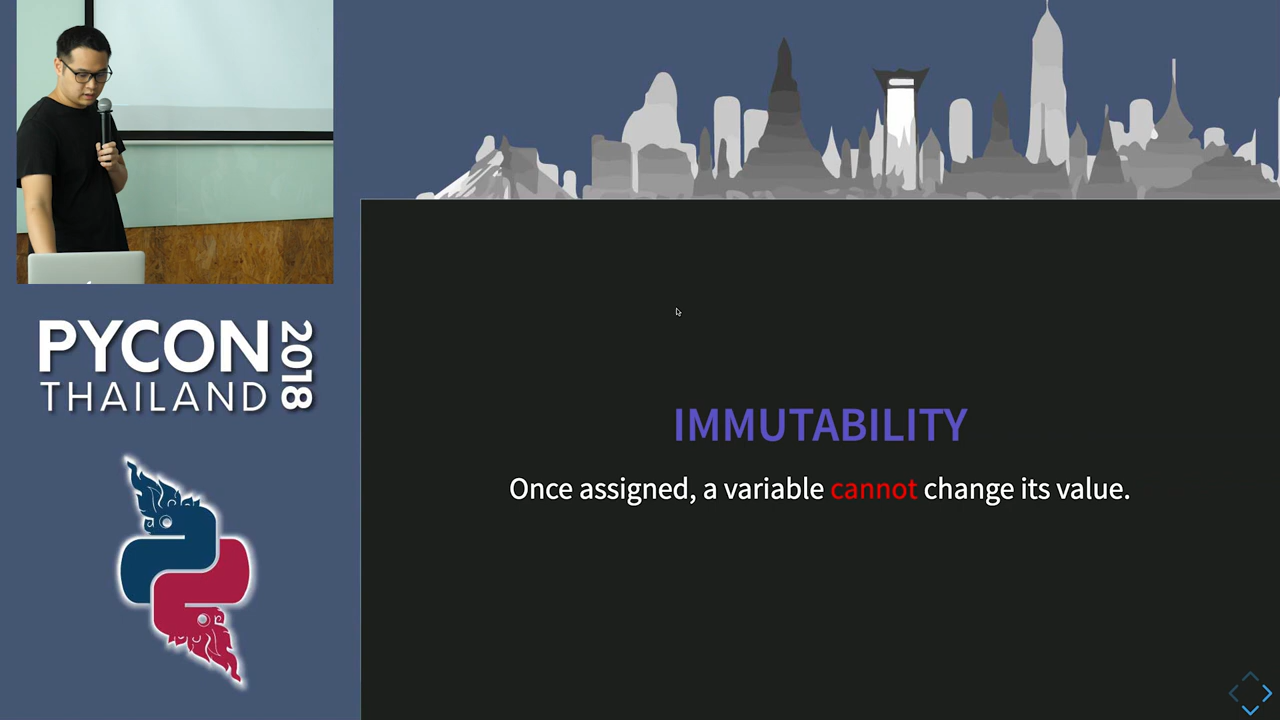 PYCON
THAILAND
2018
IMMUTABILITY
Once assigned, a variable cannot change its value.